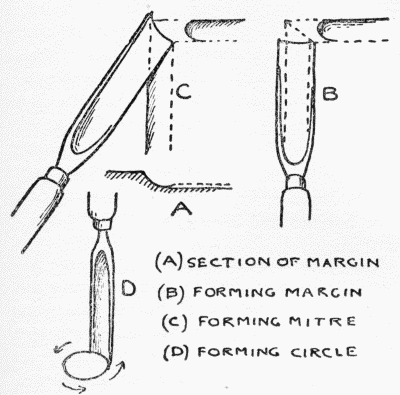 C
B
A
D
(A) SECTION OF MARGIN
(B) FORMING MARGIN
(C) FORMING MITRE
(D) FORMING CIRCLE